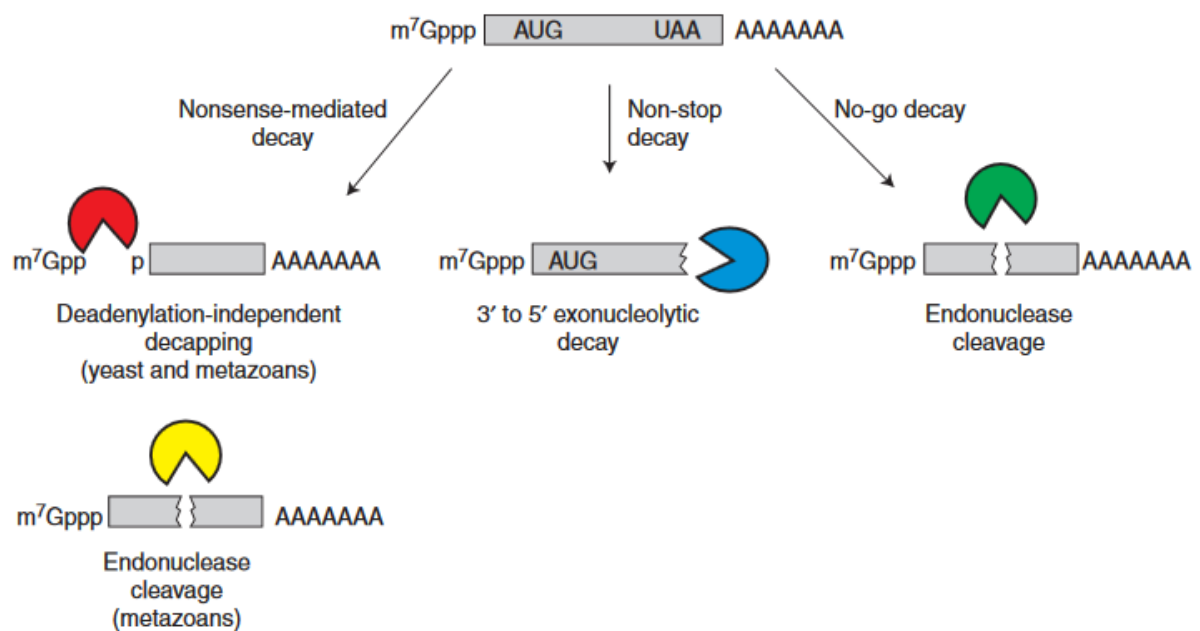 m⁷Gppp AUG UAA AAAAAAA
Nonsense-mediated
decay
Non-stop
decay
No-go decay
m⁷Gpp p AAAAAAA
Deadenylation-independent
decapping
(yeast and metazoans)
m⁷Gppp AUG
3′ to 5′ exonucleolytic
decay
m⁷Gppp AAAAAAA
Endonuclease
cleavage
m⁷Gppp AAAAAAA
Endonuclease
cleavage
(metazoans)